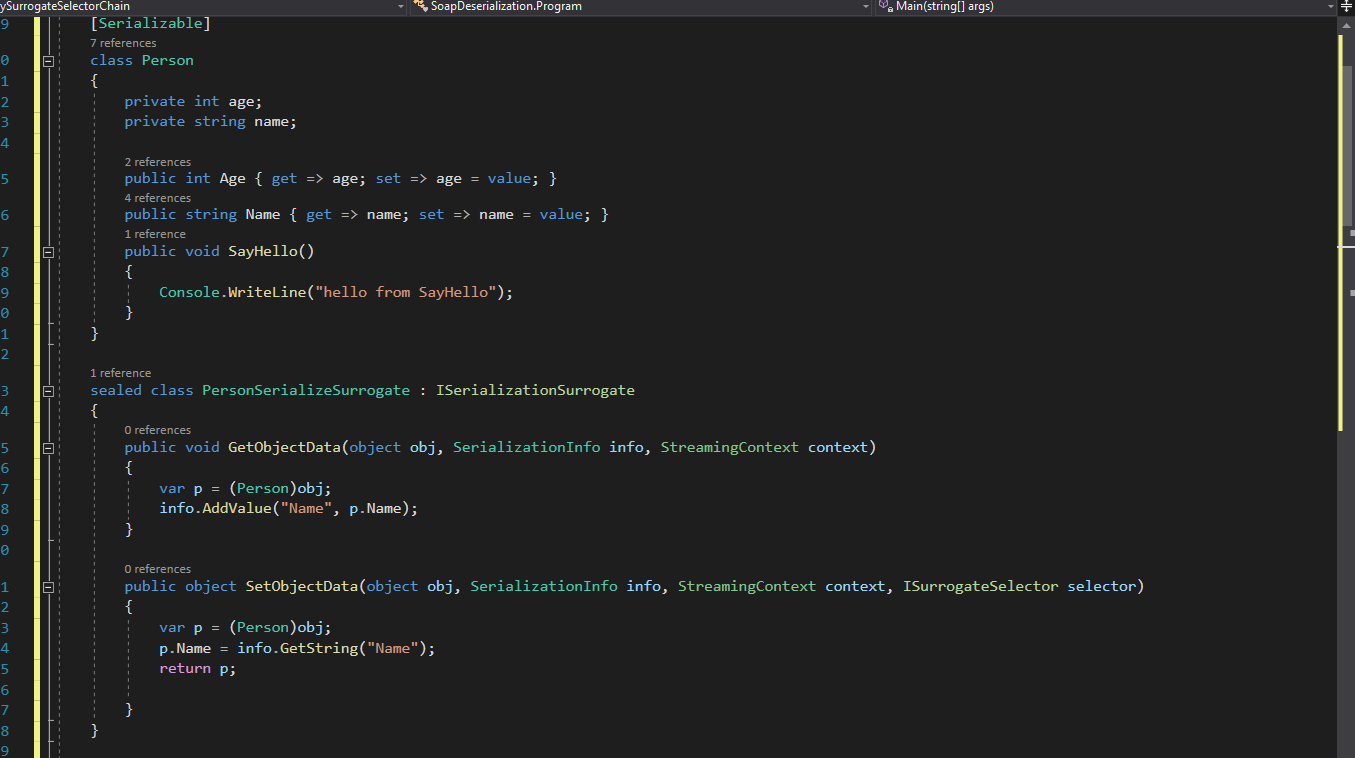 ySurrogateSelectorChain SoapDeserialization.Program Main(string[] args)
9 [Serializable]
7 references
0 class Person
1 {
2 private int age;
3 private string name;
4
2 references
5 public int Age { get => age; set => age = value; }
4 references
6 public string Name { get => name; set => name = value; }
1 reference
7 public void SayHello()
8 {
9 Console.WriteLine("hello from SayHello");
0 }
1 }
2
1 reference
3 sealed class PersonSerializeSurrogate : ISerializationSurrogate
4 {
0 references
5 public void GetObjectData(object obj, SerializationInfo info, StreamingContext context)
6 {
7 var p = (Person)obj;
8 info.AddValue("Name", p.Name);
9 }
0
0 references
1 public object SetObjectData(object obj, SerializationInfo info, StreamingContext context, ISurrogateSelector selector)
2 {
3 var p = (Person)obj;
4 p.Name = info.GetString("Name");
5 return p;
6
7 }
8 }
9